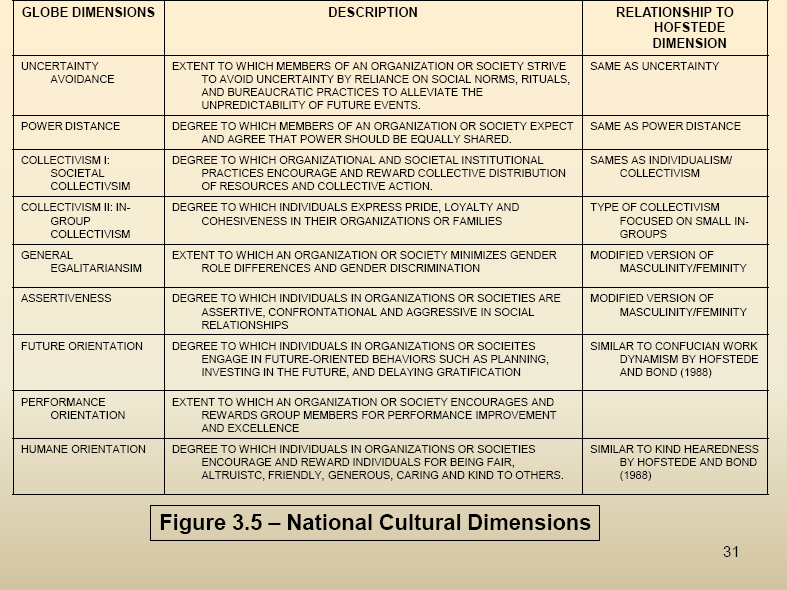 GLOBE DIMENSIONS
DESCRIPTION
RELATIONSHIP TO
HOFSTEDE
DIMENSION
UNCERTAINTY
AVOIDANCE
EXTENT TO WHICH MEMBERS OF AN ORGANIZATION OR SOCIETY STRIVE
TO AVOID UNCERTAINTY BY RELIANCE ON SOCIAL NORMS, RITUALS,
AND BUREAUCRATIC PRACTICES TO ALLEVIATE THE
UNPREDICTABILITY OF FUTURE EVENTS.
SAME AS UNCERTAINTY
POWER DISTANCE
DEGREE TO WHICH MEMBERS OF AN ORGANIZATION OR SOCIETY EXPECT
AND AGREE THAT POWER SHOULD BE EQUALLY SHARED.
SAME AS POWER DISTANCE
COLLECTIVISM I:
SOCIETAL
COLLECTIVSIM
DEGREE TO WHICH ORGANIZATIONAL AND SOCIETAL INSTITUTIONAL
PRACTICES ENCOURAGE AND REWARD COLLECTIVE DISTRIBUTION
OF RESOURCES AND COLLECTIVE ACTION.
SAMES AS INDIVIDUALISM/
COLLECTIVISM
COLLECTIVISM II: IN-
GROUP
COLLECTIVISM
DEGREE TO WHICH INDIVIDUALS EXPRESS PRIDE, LOYALTY AND
COHESIVENESS IN THEIR ORGANIZATIONS OR FAMILIES
TYPE OF COLLECTIVISM
FOCUSED ON SMALL IN-
GROUPS
GENERAL
EGALITARIANSIM
EXTENT TO WHICH AN ORGANIZATION OR SOCIETY MINIMIZES GENDER
ROLE DIFFERENCES AND GENDER DISCRIMINATION
MODIFIED VERSION OF
MASCULINITY/FEMINITY
ASSERTIVENESS
DEGREE TO WHICH INDIVIDUALS IN ORGANIZATIONS OR SOCIETIES ARE
ASSERTIVE, CONFRONTATIONAL AND AGGRESSIVE IN SOCIAL
RELATIONSHIPS
MODIFIED VERSION OF
MASCULINITY/FEMINITY
FUTURE ORIENTATION
DEGREE TO WHICH INDIVIDUALS IN ORGANIZATIONS OR SOCIEITES
ENGAGE IN FUTURE-ORIENTED BEHAVIORS SUCH AS PLANNING,
INVESTING IN THE FUTURE, AND DELAYING GRATIFICATION
SIMILAR TO CONFUCIAN WORK
DYNAMISM BY HOFSTEDE
AND BOND (1988)
PERFORMANCE
ORIENTATION
EXTENT TO WHICH AN ORGANIZATION OR SOCIETY ENCOURAGES AND
REWARDS GROUP MEMBERS FOR PERFORMANCE IMPROVEMENT
AND EXCELLENCE
HUMANE ORIENTATION
DEGREE TO WHICH INDIVIDUALS IN ORGANIZATIONS OR SOCIETIES
ENCOURAGE AND REWARD INDIVIDUALS FOR BEING FAIR,
ALTRUISTC, FRIENDLY, GENEROUS, CARING AND KIND TO OTHERS.
SIMILAR TO KIND HEAREDNESS
BY HOFSTEDE AND BOND
(1988)
Figure 3.5 – National Cultural Dimensions
31